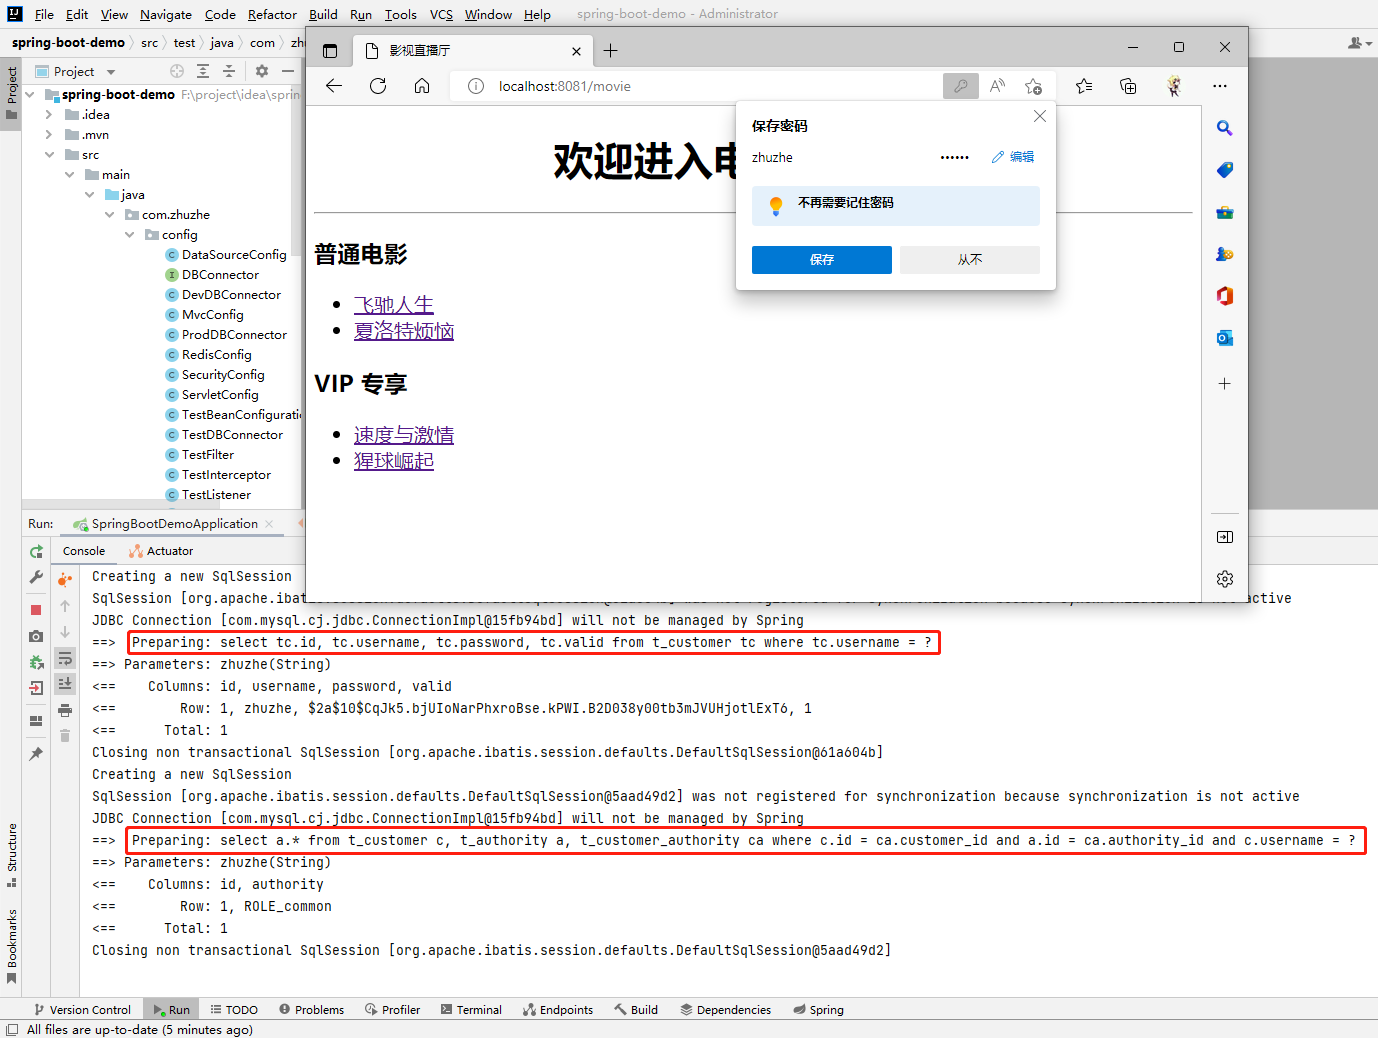 File Edit View Navigate Code Refactor Build Run Tools VCS Window Help spring-boot-demo - Administrator
spring-boot-demo src test java com
Project
Project
spring-boot-demo F:\project\idea\sprin
.idea
.mvn
src
main
java
com.zhuzhe
config
DataSourceConfig
DBConnector
DevDBConnector
MvcConfig
ProdDBConnector
RedisConfig
SecurityConfig
ServletConfig
TestBeanConfiguratio
TestDBConnector
TestFilter
TestInterceptor
TestListener
影视直播厅
localhost:8081/movie
欢迎进入
保存密码
zhuzhe •••••• 编辑
不再需要记住密码
保存 从不
普通电影
飞驰人生
夏洛特烦恼
VIP 专享
速度与激情
猩球崛起
Run: SpringBootDemoApplication
Console Actuator
Creating a new SqlSession
SqlSession [org.apache.ibatis
JDBC Connection [com.mysql.cj.jdbc.ConnectionImpl@15fb94bd] will not be managed by Spring
==> Preparing: select tc.id, tc.username, tc.password, tc.valid from t_customer tc where tc.username = ?
==> Parameters: zhuzhe(String)
<== Columns: id, username, password, valid
<== Row: 1, zhuzhe, $2a$10$CqJk5.bjUIoNarPhxroBse.kPWI.B2D038y00tb3mJVUHjotlExT6, 1
<== Total: 1
Closing non transactional SqlSession [org.apache.ibatis.session.defaults.DefaultSqlSession@61a604b]
Creating a new SqlSession
SqlSession [org.apache.ibatis.session.defaults.DefaultSqlSession@5aad49d2] was not registered for synchronization because synchronization is not active
JDBC Connection [com.mysql.cj.jdbc.ConnectionImpl@15fb94bd] will not be managed by Spring
==> Preparing: select a.* from t_customer c, t_authority a, t_customer_authority ca where c.id = ca.customer_id and a.id = ca.authority_id and c.username = ?
==> Parameters: zhuzhe(String)
<== Columns: id, authority
<== Row: 1, ROLE_common
<== Total: 1
Closing non transactional SqlSession [org.apache.ibatis.session.defaults.DefaultSqlSession@5aad49d2]
Structure
Bookmarks
Version Control Run TODO Problems Profiler Terminal Endpoints Build Dependencies Spring
All files are up-to-date (5 minutes ago)